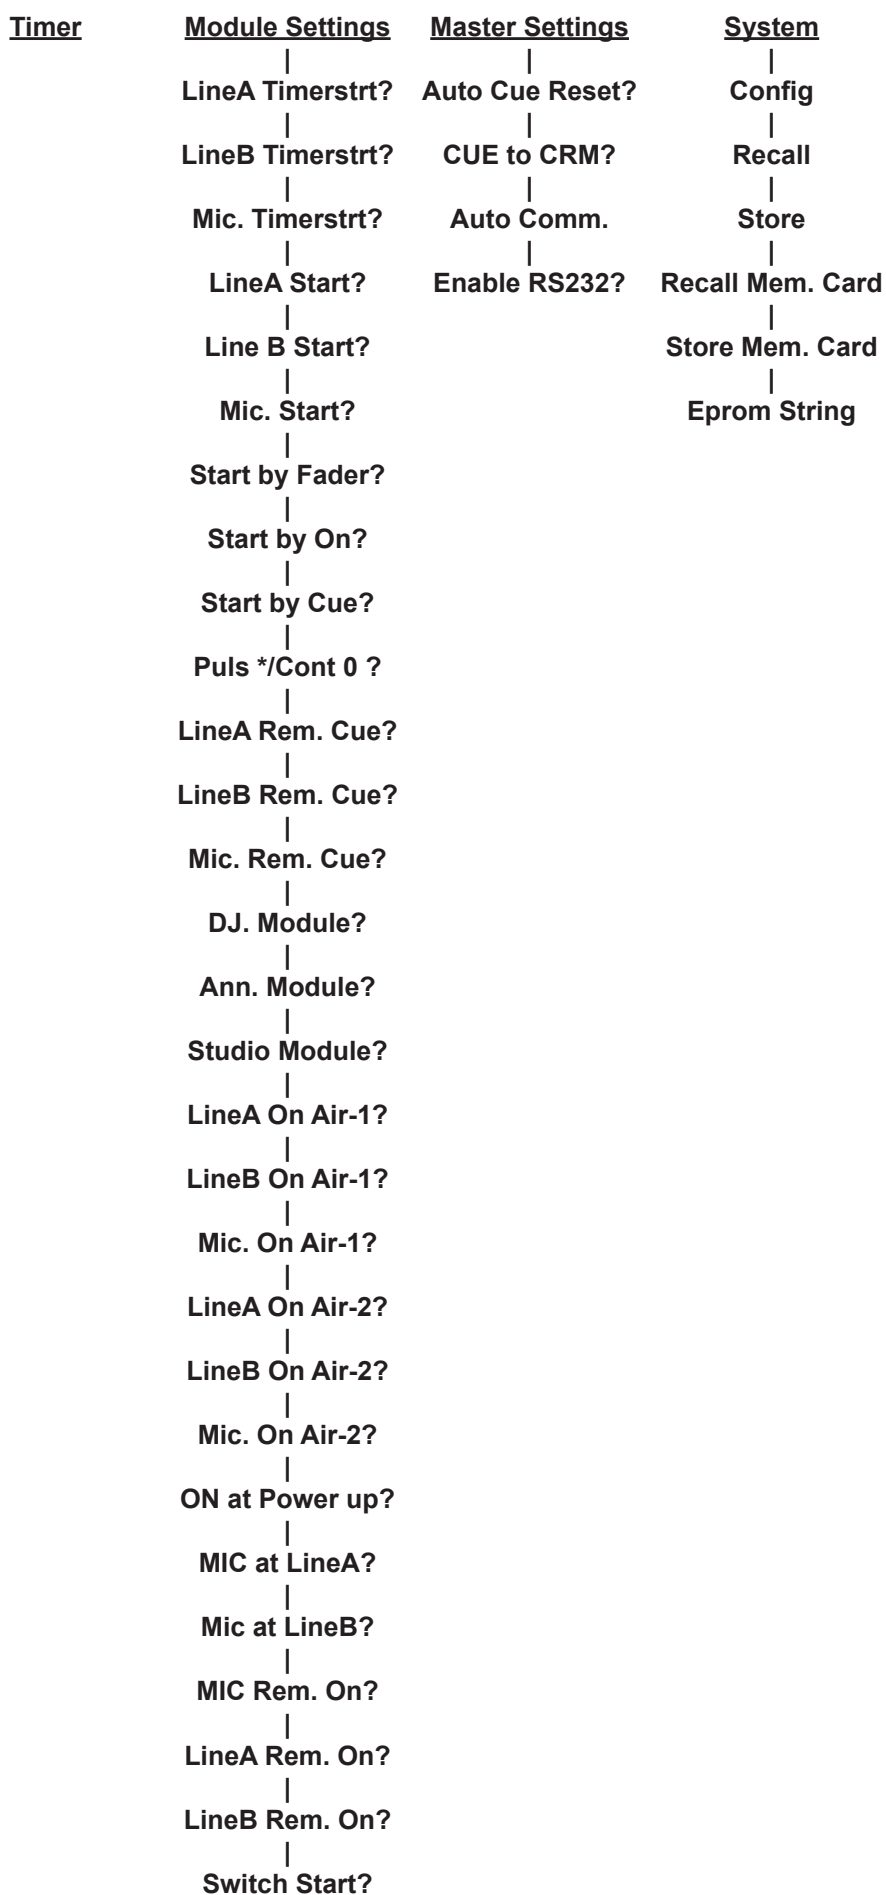 Timer Module Settings Master Settings System
LineA Timerstrt? Auto Cue Reset? Config
LineB Timerstrt? CUE to CRM? Recall
Mic. Timerstrt? Auto Comm. Store
LineA Start? Enable RS232? Recall Mem. Card
Line B Start? Store Mem. Card
Mic. Start? Eprom String
Start by Fader?
Start by On?
Start by Cue?
Puls */Cont 0 ?
LineA Rem. Cue?
LineB Rem. Cue?
Mic. Rem. Cue?
DJ. Module?
Ann. Module?
Studio Module?
LineA On Air-1?
LineB On Air-1?
Mic. On Air-1?
LineA On Air-2?
LineB On Air-2?
Mic. On Air-2?
ON at Power up?
MIC at LineA?
Mic at LineB?
MIC Rem. On?
LineA Rem. On?
LineB Rem. On?
Switch Start?